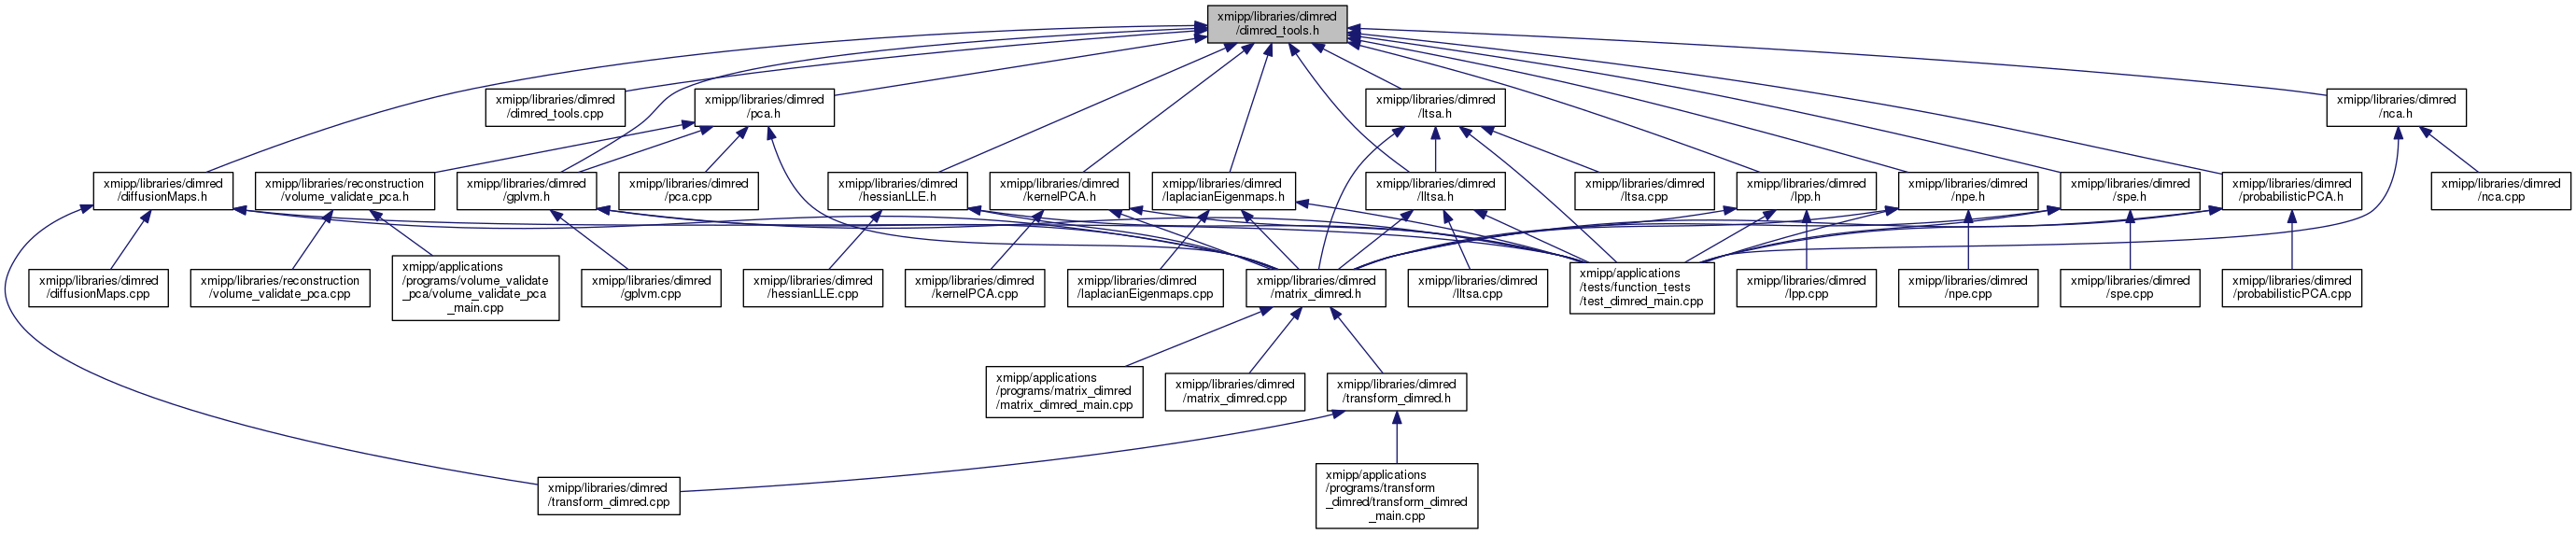 xmipp/libraries/dimred
/dimred_tools.h
xmipp/libraries/dimred
/dimred_tools.cpp
xmipp/libraries/dimred
/pca.h
xmipp/libraries/dimred
/ltsa.h
xmipp/libraries/dimred
/nca.h
xmipp/libraries/dimred
/diffusionMaps.h
xmipp/libraries/reconstruction
/volume_validate_pca.h
xmipp/libraries/dimred
/gplvm.h
xmipp/libraries/dimred
/pca.cpp
xmipp/libraries/dimred
/hessianLLE.h
xmipp/libraries/dimred
/kernelPCA.h
xmipp/libraries/dimred
/laplacianEigenmaps.h
xmipp/libraries/dimred
/lltsa.h
xmipp/libraries/dimred
/ltsa.cpp
xmipp/libraries/dimred
/lpp.h
xmipp/libraries/dimred
/npe.h
xmipp/libraries/dimred
/spe.h
xmipp/libraries/dimred
/probabilisticPCA.h
xmipp/libraries/dimred
/nca.cpp
xmipp/libraries/dimred
/diffusionMaps.cpp
xmipp/libraries/reconstruction
/volume_validate_pca.cpp
xmipp/applications
/programs/volume_validate
_pca/volume_validate_pca
_main.cpp
xmipp/libraries/dimred
/gplvm.cpp
xmipp/libraries/dimred
/hessianLLE.cpp
xmipp/libraries/dimred
/kernelPCA.cpp
xmipp/libraries/dimred
/laplacianEigenmaps.cpp
xmipp/libraries/dimred
/matrix_dimred.h
xmipp/libraries/dimred
/lltsa.cpp
xmipp/applications
/tests/function_tests
/test_dimred_main.cpp
xmipp/libraries/dimred
/lpp.cpp
xmipp/libraries/dimred
/npe.cpp
xmipp/libraries/dimred
/spe.cpp
xmipp/libraries/dimred
/probabilisticPCA.cpp
xmipp/applications
/programs/matrix_dimred
/matrix_dimred_main.cpp
xmipp/libraries/dimred
/matrix_dimred.cpp
xmipp/libraries/dimred
/transform_dimred.h
xmipp/libraries/dimred
/transform_dimred.cpp
xmipp/applications
/programs/transform
_dimred/transform_dimred
_main.cpp